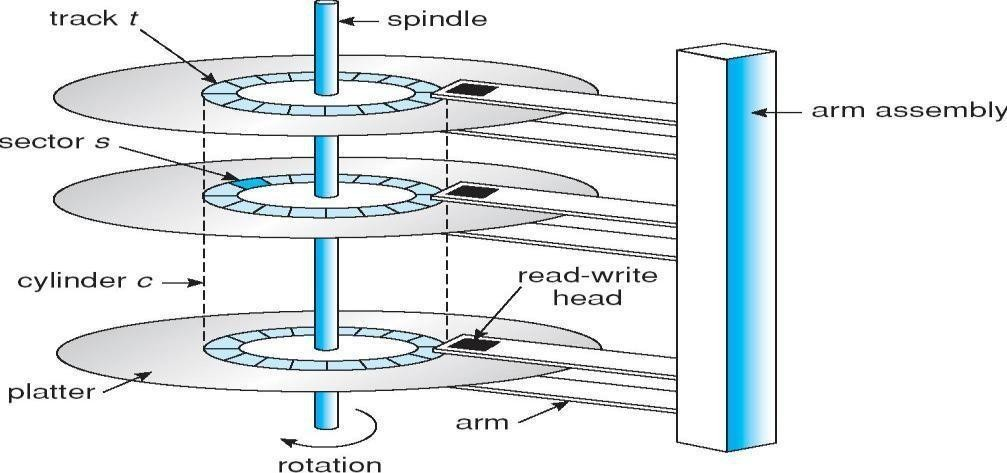 track t
spindle
arm assembly
sector s
cylinder c
read-write
head
platter
arm
rotation